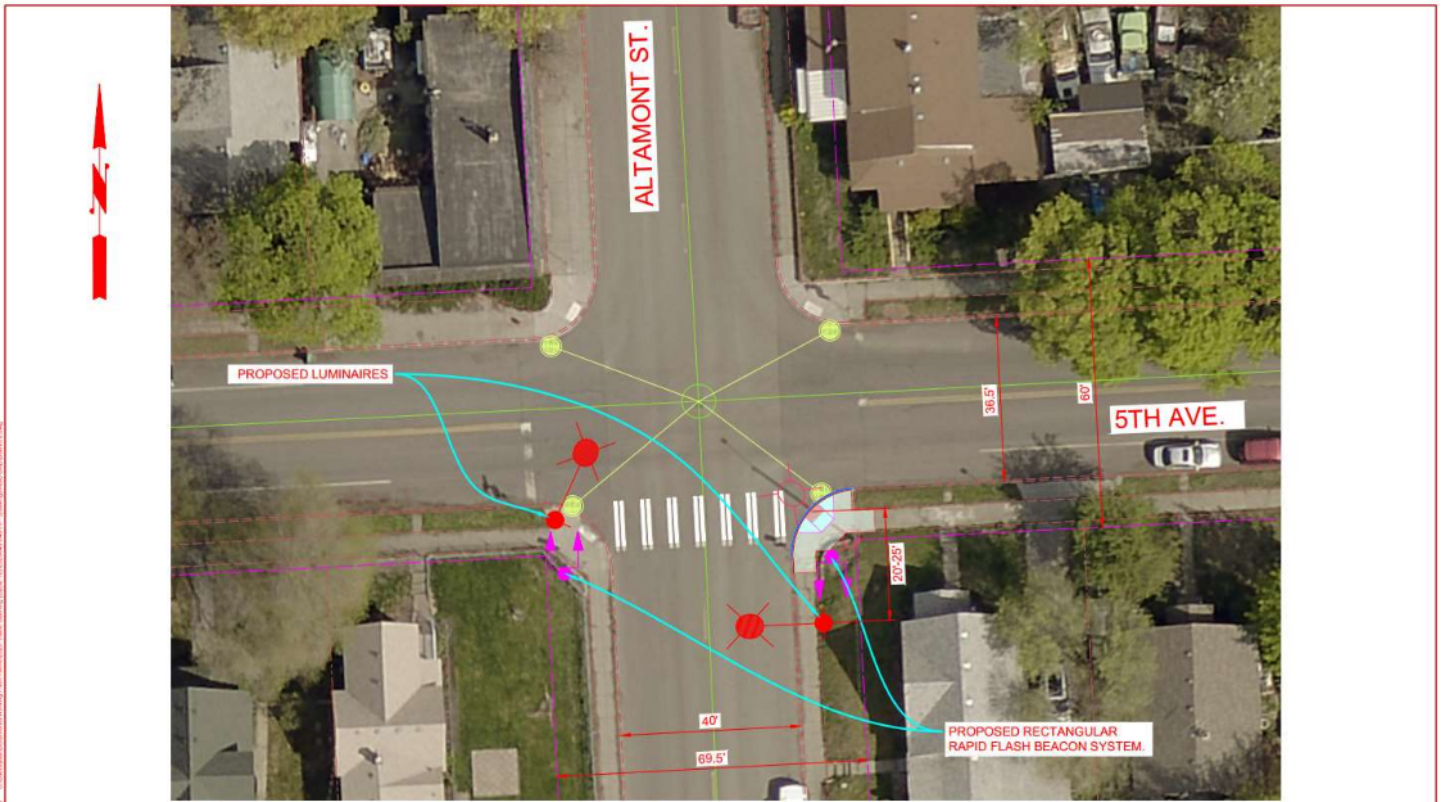 ALTAMONT ST.
N
PROPOSED LUMINAIRES
36.5'
60'
5TH AVE.
20'-25'
40'
69.5'
PROPOSED RECTANGULAR
RAPID FLASH BEACON SYSTEM.